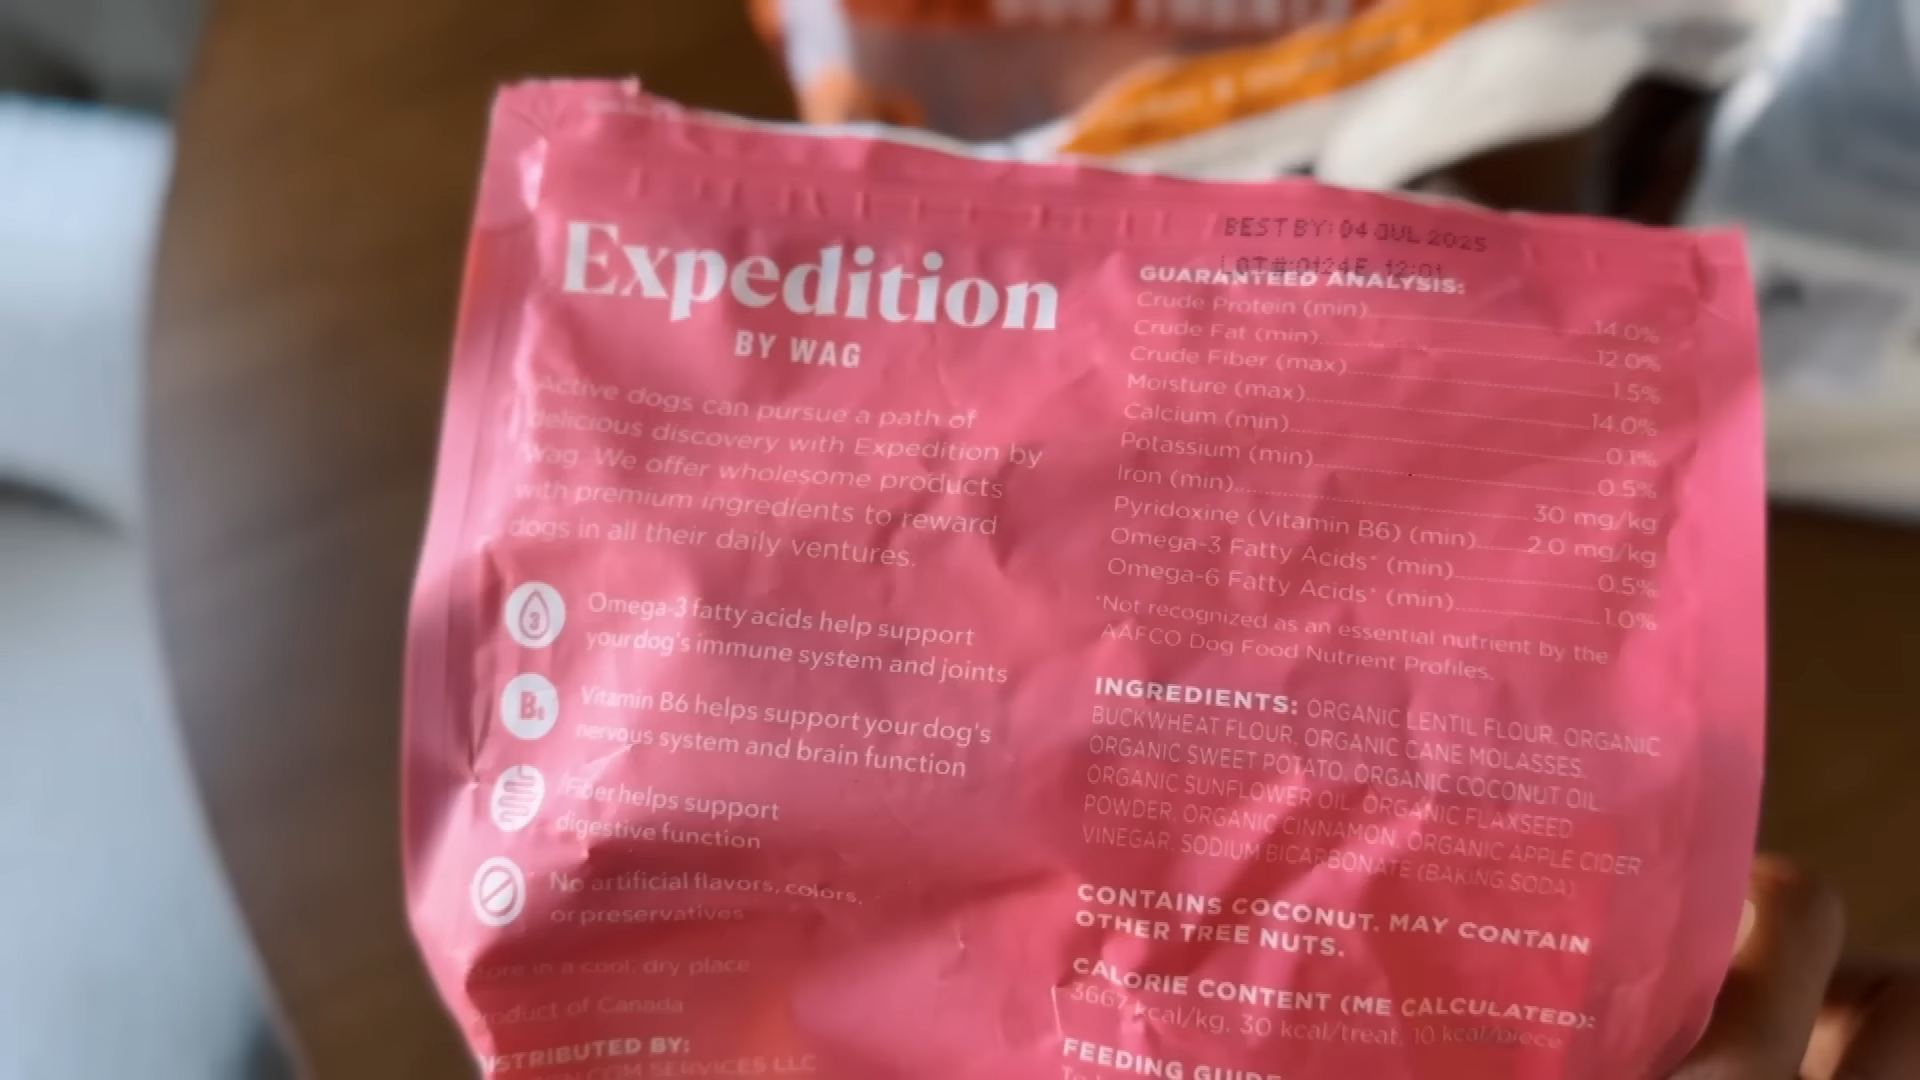 Expedition
BY WAG
Active dogs can pursue a path of
delicious discovery with Expedition by
Wag. We offer wholesome products
with premium ingredients to reward
dogs in all their daily ventures.
3
Omega-3 fatty acids help support
your dog's immune system and joints
B6
Vitamin B6 helps support your dog's
nervous system and brain function
Fiber helps support
digestive function
No artificial flavors, colors,
or preservatives
in a cool, dry place
of Canada
BY:
SERVICES LLC
BEST BY: 04 JUL 2025
LOT#:0124E 12:01
GUARANTEED ANALYSIS:
Crude Protein (min) 14.0%
Crude Fat (min) 12.0%
Crude Fiber (max) 1.5%
Moisture (max) 14.0%
Calcium (min) 0.1%
Potassium (min) 0.5%
Iron (min) 30 mg/kg
Pyridoxine (Vitamin B6) (min) 2.0 mg/kg
Omega-3 Fatty Acids* (min) 0.5%
Omega-6 Fatty Acids* (min) 1.0%
*Not recognized as an essential nutrient by the
AAFCO Dog Food Nutrient Profiles.
INGREDIENTS: ORGANIC LENTIL FLOUR, ORGANIC
BUCKWHEAT FLOUR, ORGANIC CANE MOLASSES,
ORGANIC SWEET POTATO, ORGANIC COCONUT OIL,
ORGANIC SUNFLOWER OIL, ORGANIC FLAXSEED
POWDER, ORGANIC CINNAMON, ORGANIC APPLE CIDER
VINEGAR, SODIUM BICARBONATE (BAKING SODA).
CONTAINS COCONUT. MAY CONTAIN
OTHER TREE NUTS.
CALORIE CONTENT (ME CALCULATED):
3667 kcal/kg, 30 kcal/treat, 10 kcal/piece
FEEDING GUIDE